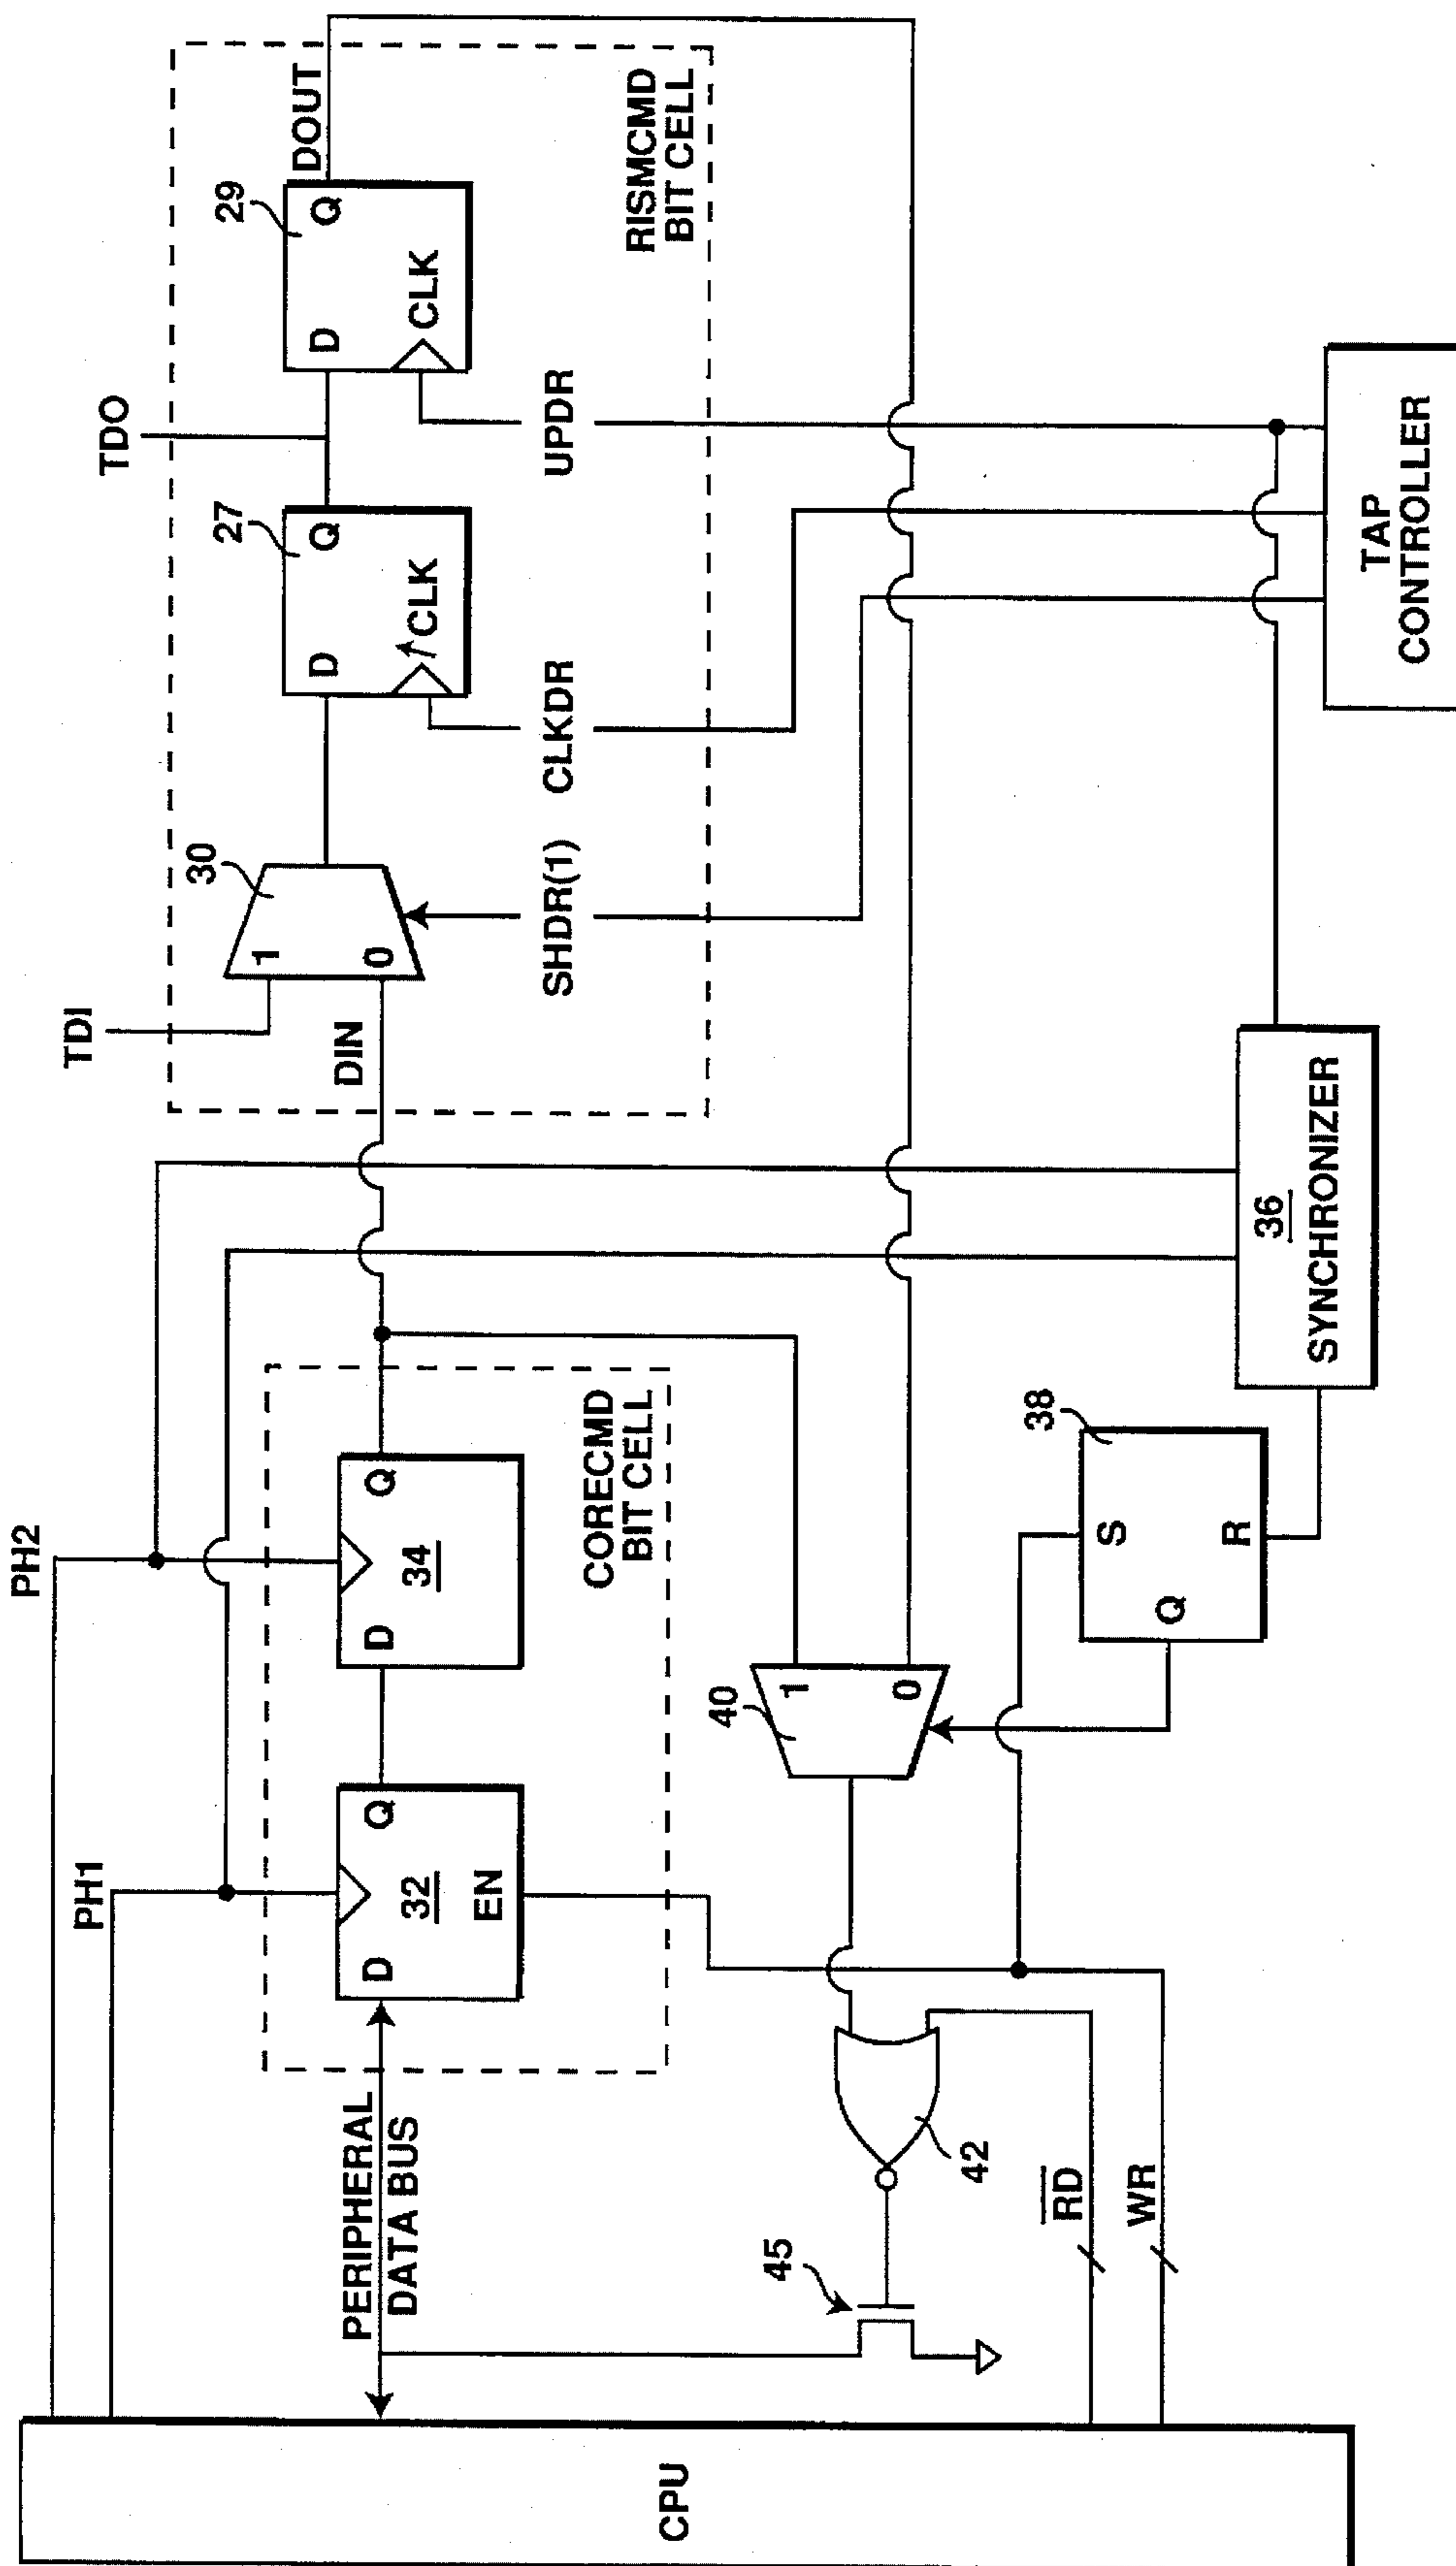 PH2
PH1
TDI
TDO
CPU
PERIPHERAL
DATA BUS
D
Q
32
EN
D
Q
34
CORECMD
BIT CELL
DIN
30
1
0
27
D
Q
CLK
29
D
Q
CLK
DOUT
RISMCMD
BIT CELL
SHDR(1)
CLKDR
UPDR
45
42
40
1
0
RD
WR
38
S
Q
R
36
SYNCHRONIZER
TAP
CONTROLLER